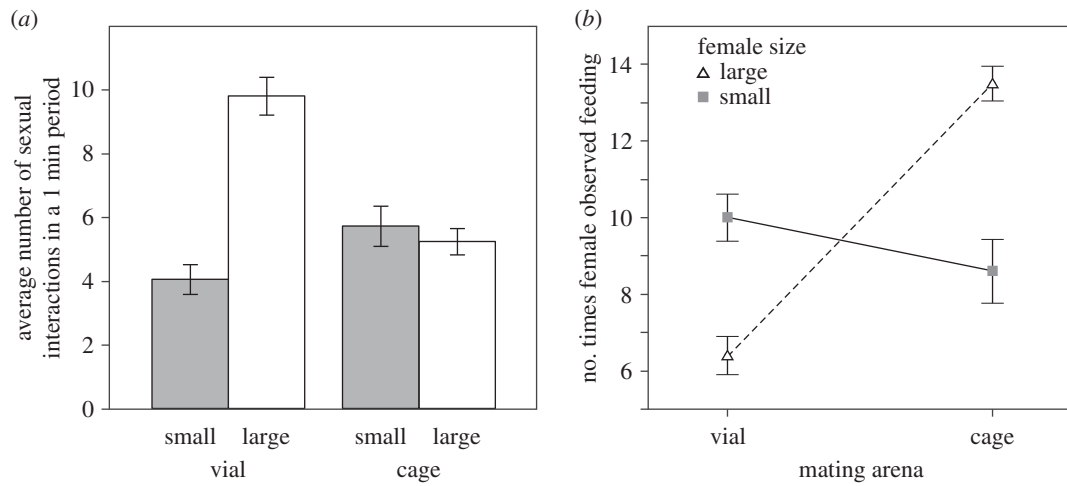 (a)
average number of sexual
interactions in a 1 min period
10
8
6
4
2
0
small large small large
vial cage
(b)
no. times female observed feeding
14
12
10
8
6
female size
large
small
vial cage
mating arena